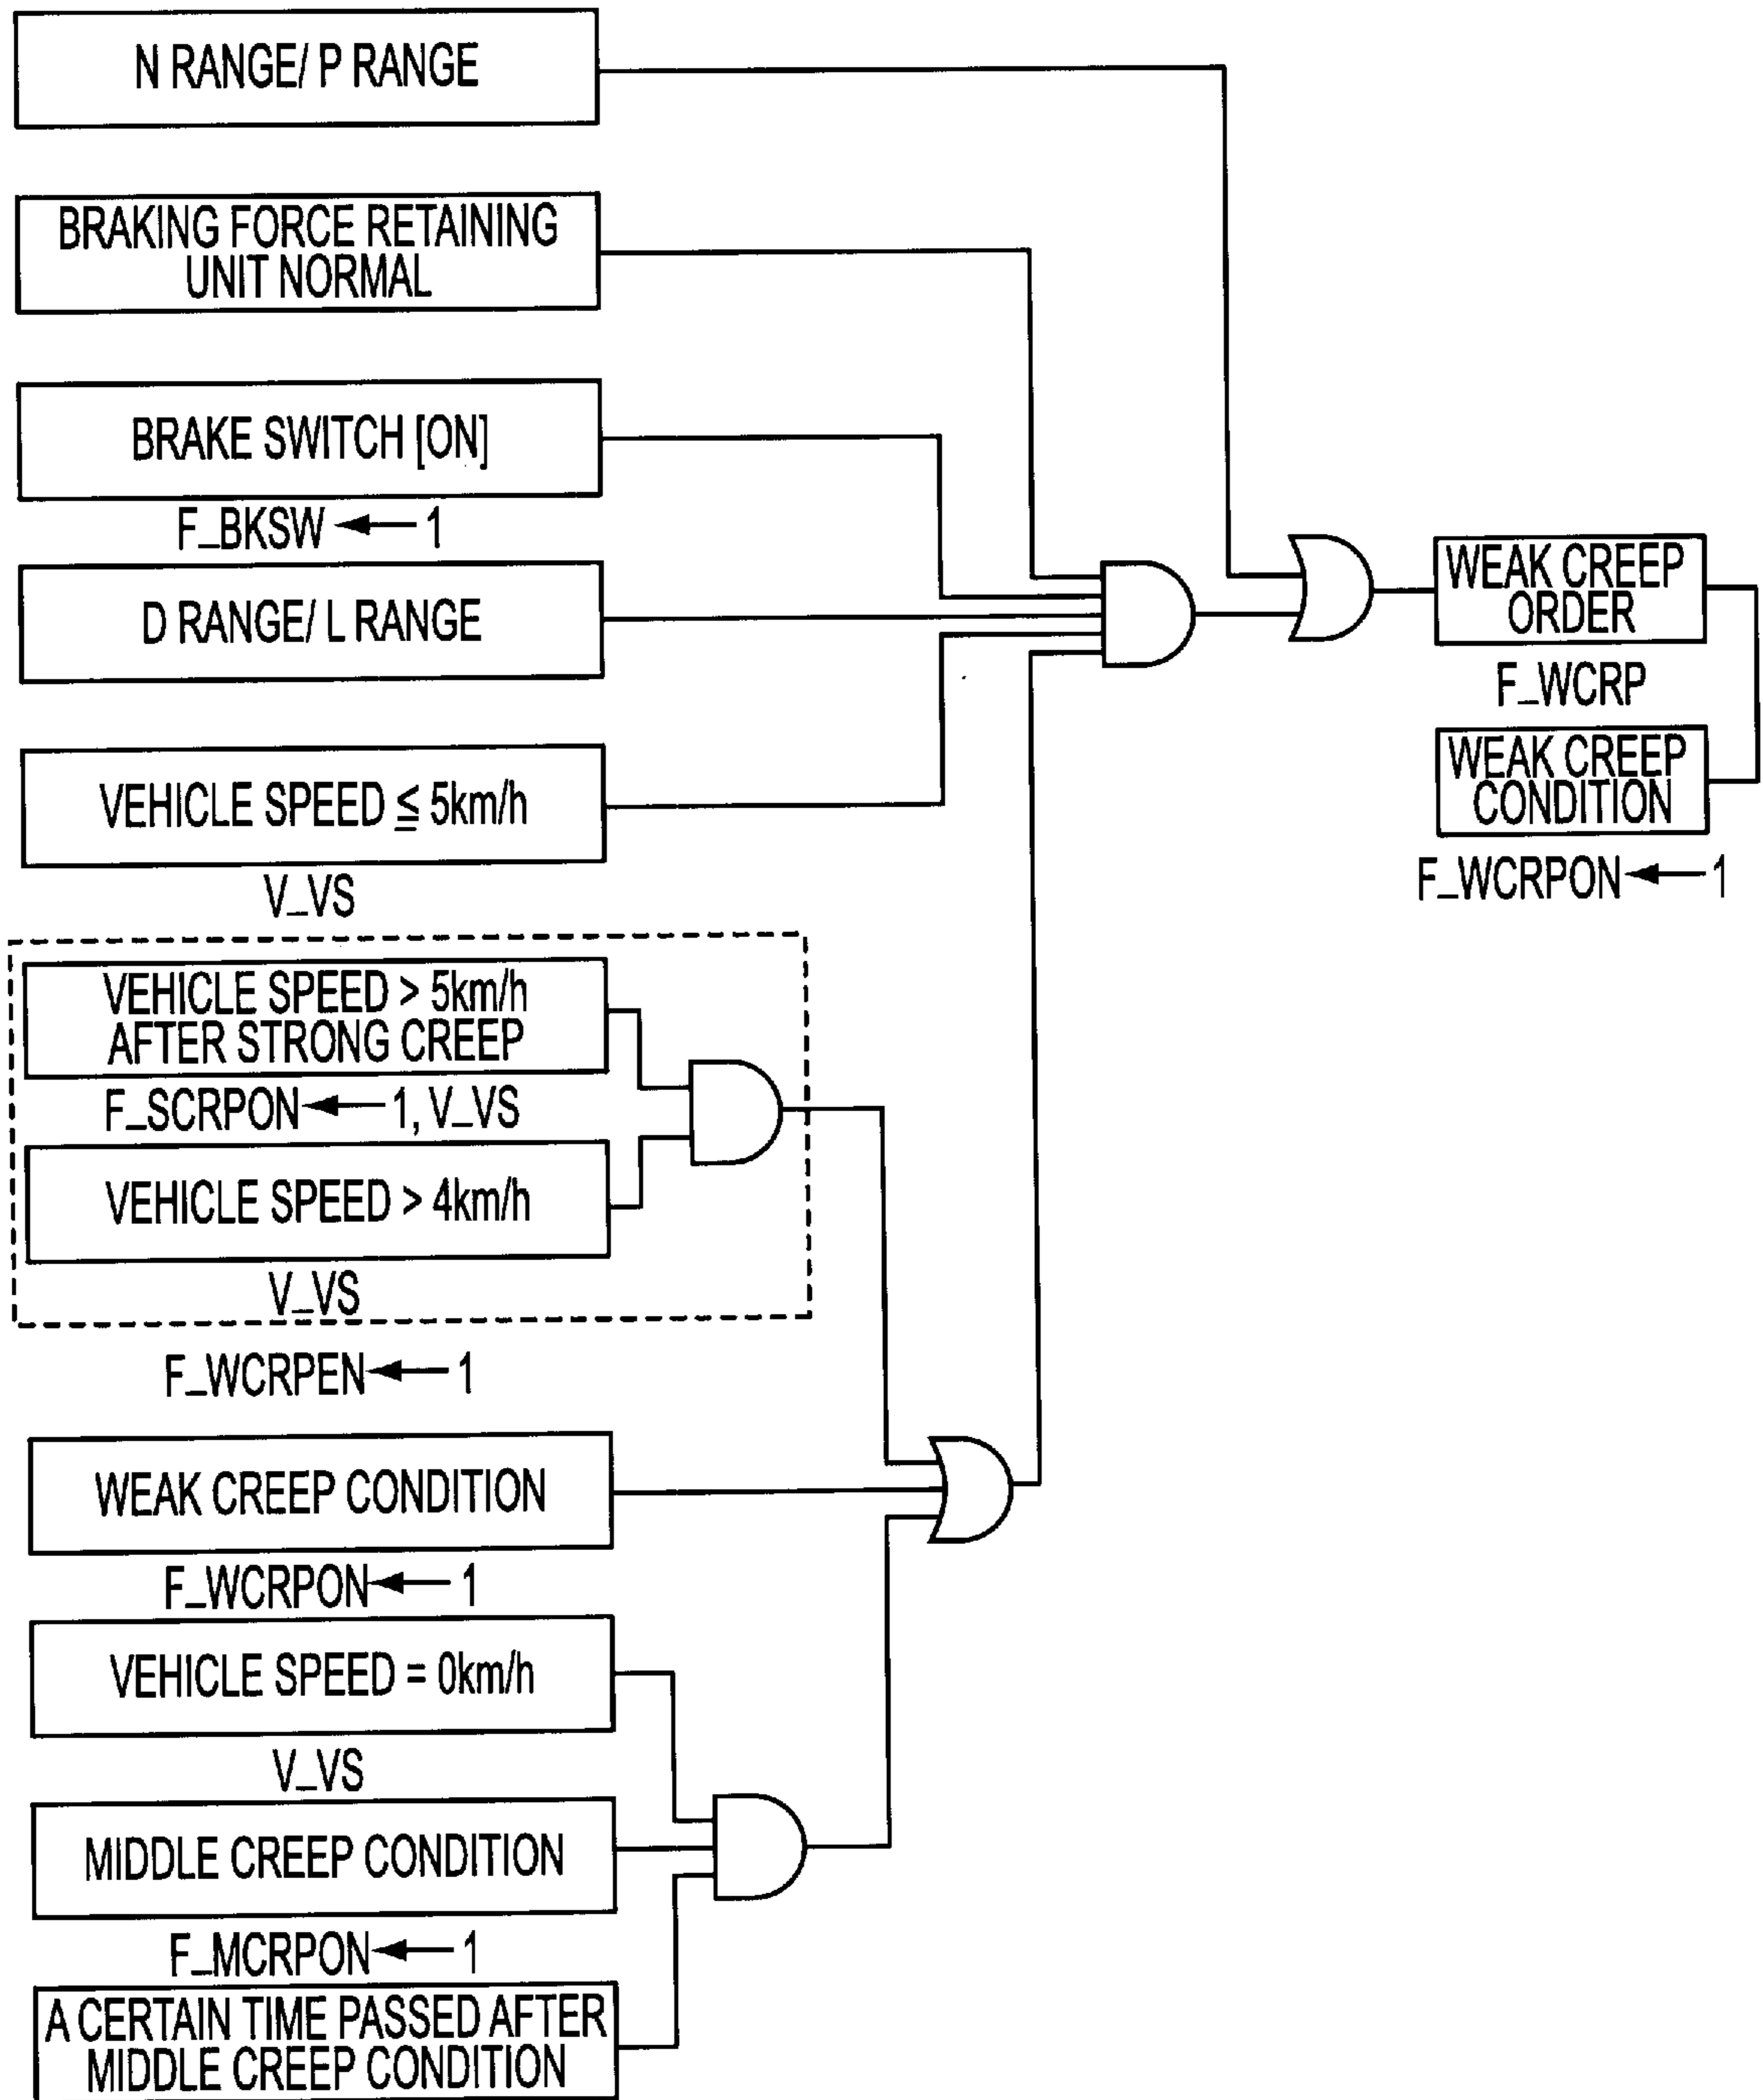 N RANGE/ P RANGE
BRAKING FORCE RETAINING
UNIT NORMAL
BRAKE SWITCH [ON]
F_BKSW ← 1
D RANGE/ L RANGE
VEHICLE SPEED ≤ 5km/h
V_VS
VEHICLE SPEED > 5km/h
AFTER STRONG CREEP
F_SCRPON ← 1, V_VS
VEHICLE SPEED > 4km/h
V_VS
F_WCRPEN ← 1
WEAK CREEP CONDITION
F_WCRPON ← 1
VEHICLE SPEED = 0km/h
V_VS
MIDDLE CREEP CONDITION
F_MCRPON ← 1
A CERTAIN TIME PASSED AFTER
MIDDLE CREEP CONDITION
WEAK CREEP
ORDER
F_WCRP
WEAK CREEP
CONDITION
F_WCRPON ← 1